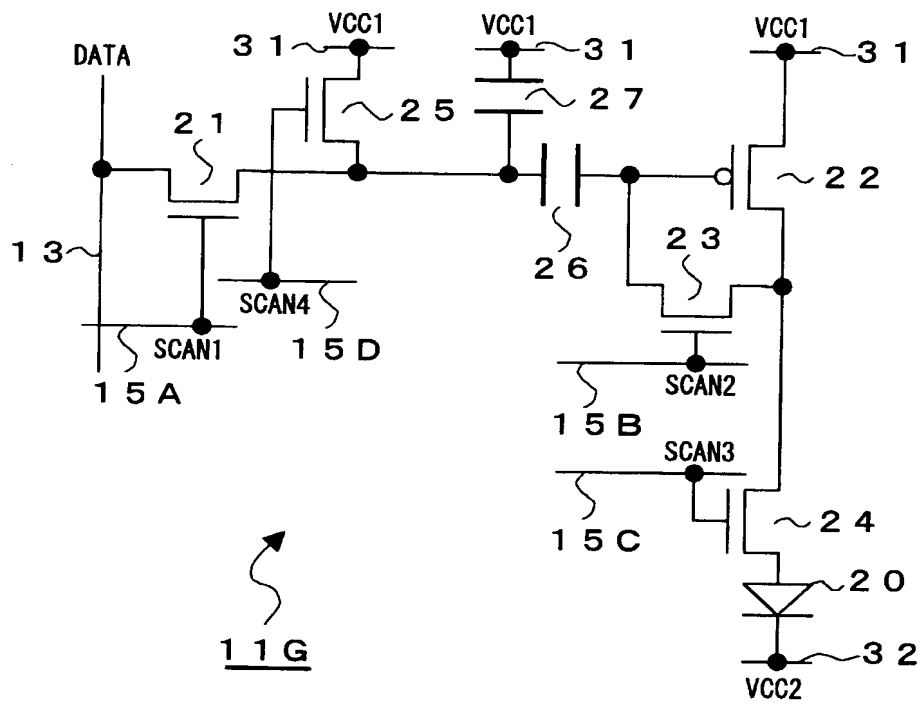 VCC1
VCC1
VCC1
31
31
31
DATA
25
27
21
22
13
26
23
SCAN4
SCAN1
15D
15A
SCAN2
15B
SCAN3
15C
24
20
11G
32
VCC2